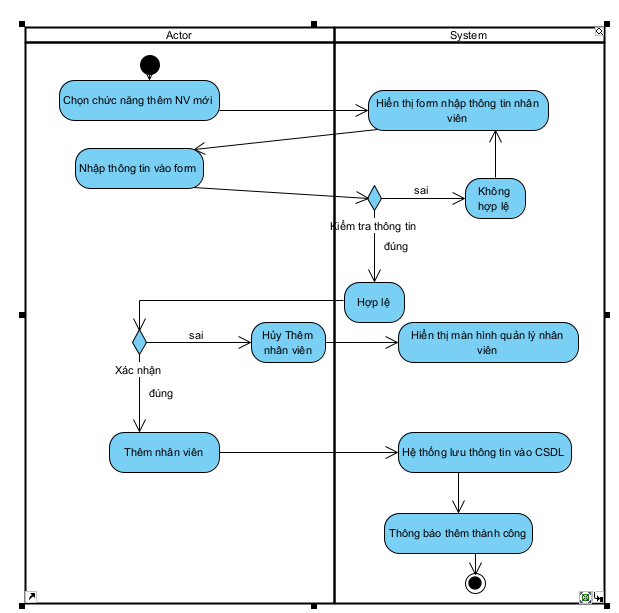 Actor
System
Chọn chức năng thêm NV mới
Hiển thị form nhập thông tin nhân
viên
Nhập thông tin vào form
sai
Không
hợp lệ
Kiểm tra thông tin
đúng
Hợp lệ
sai
Hủy Thêm
nhân viên
Hiển thị màn hình quản lý nhân
viên
Xác nhận
đúng
Thêm nhân viên
Hệ thống lưu thông tin vào CSDL
Thông báo thêm thành công